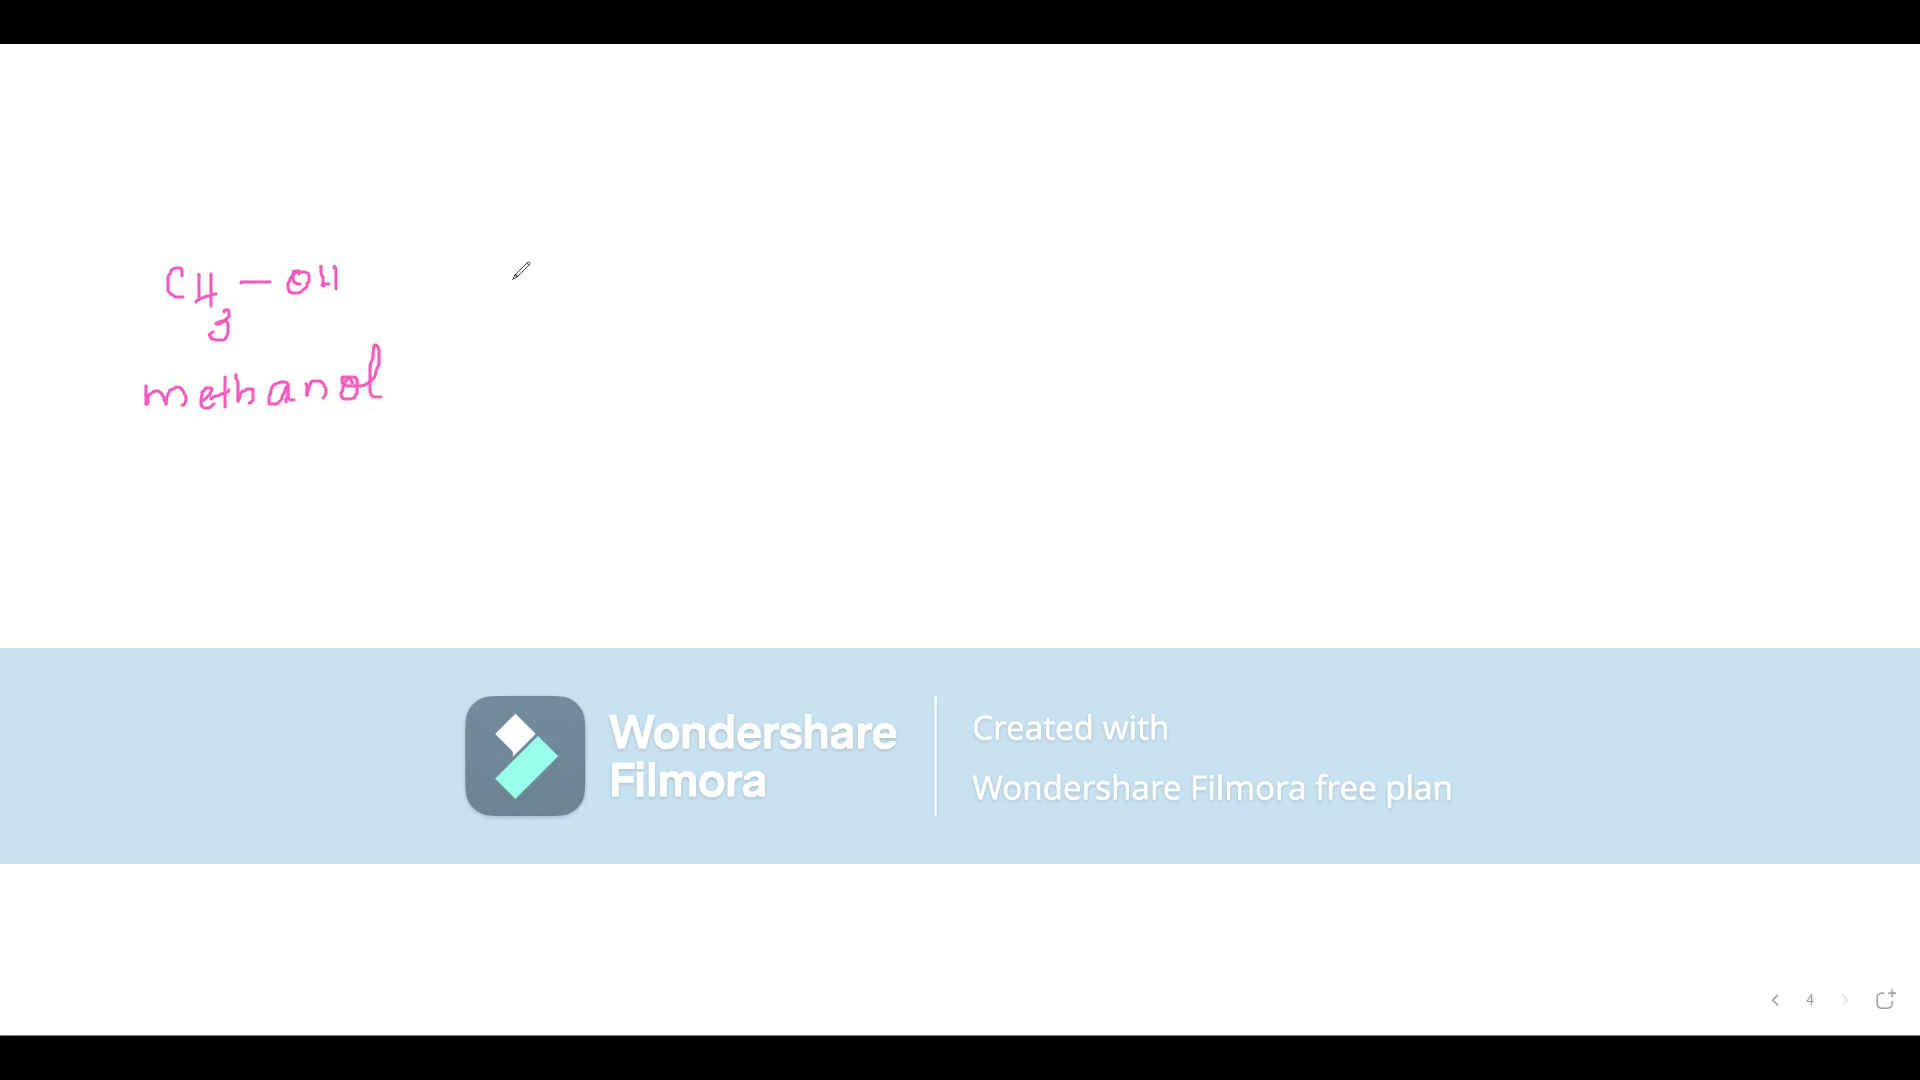 CH3 - OH
methanol
Wondershare
Filmora
Created with
Wondershare Filmora free plan
4